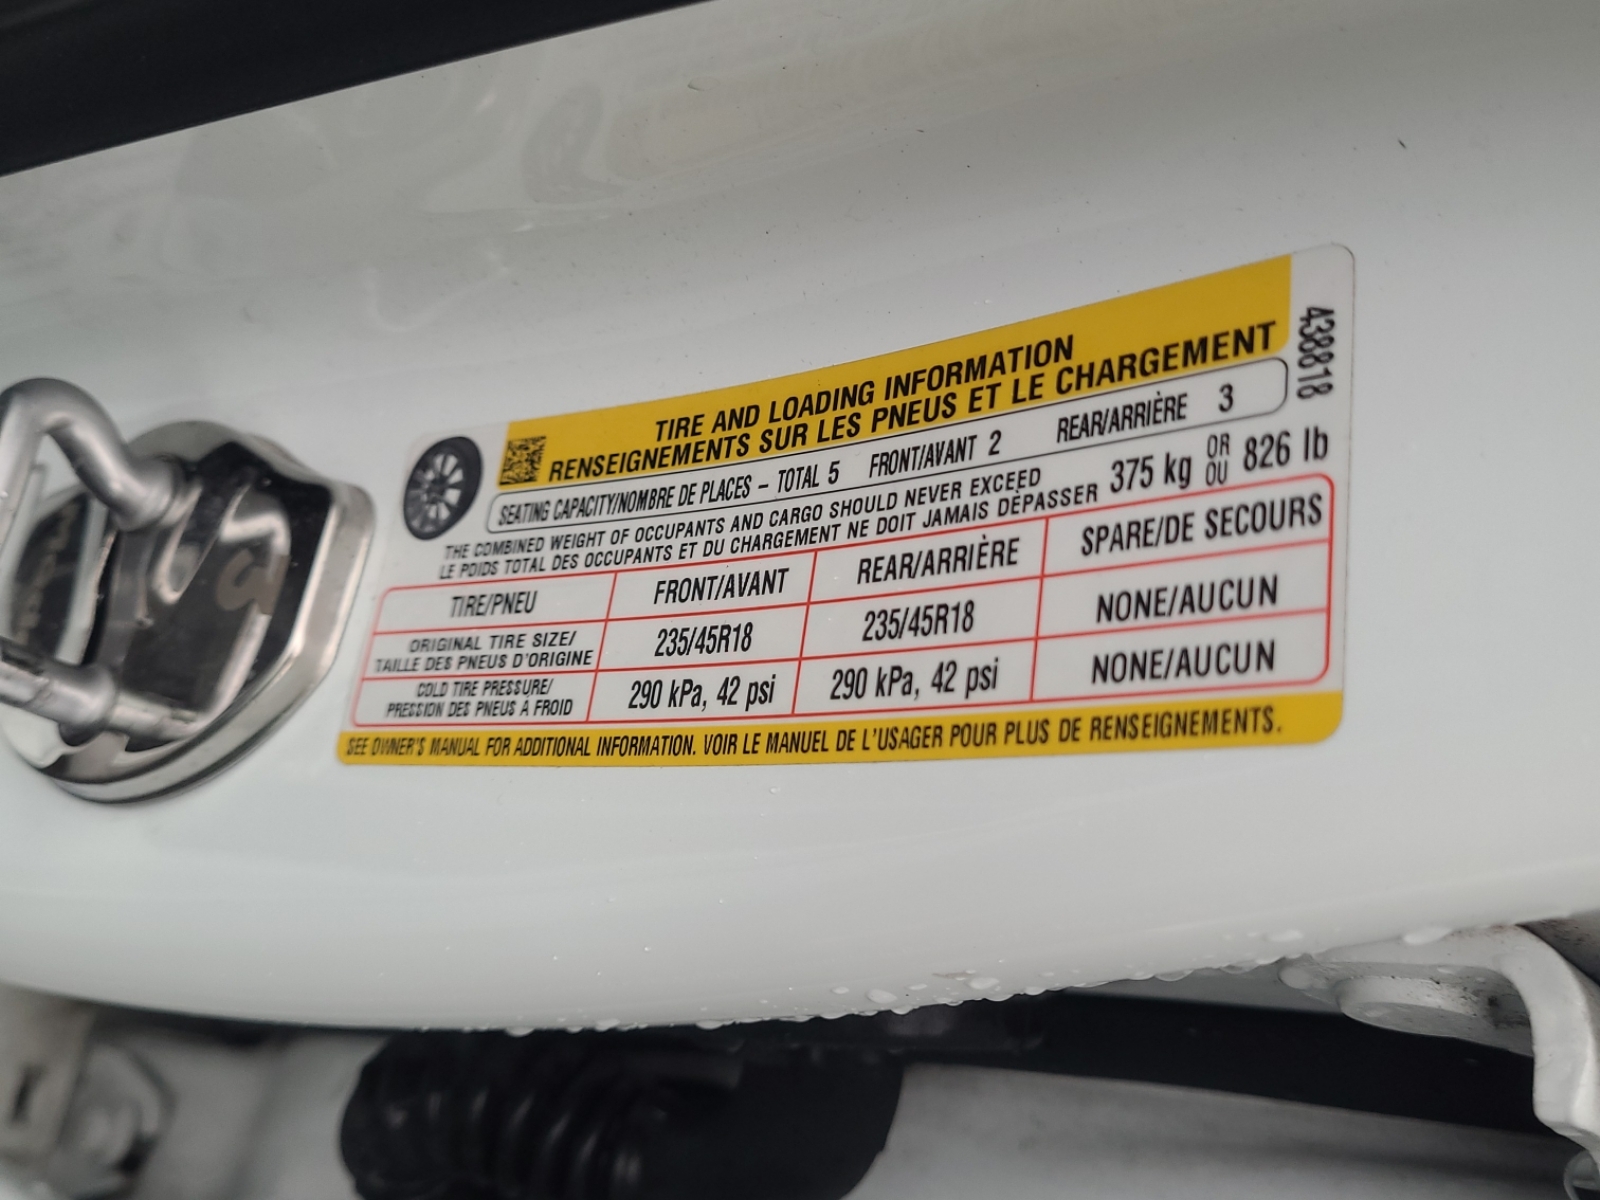 TIRE AND LOADING INFORMATION
RENSEIGNEMENTS SUR LES PNEUS ET LE CHARGEMENT
438818
SEATING CAPACITY/NOMBRE DE PLACES – TOTAL 5 FRONT/AVANT 2 REAR/ARRIÈRE 3
THE COMBINED WEIGHT OF OCCUPANTS AND CARGO SHOULD NEVER EXCEED
LE POIDS TOTAL DES OCCUPANTS ET DU CHARGEMENT NE DOIT JAMAIS DÉPASSER
375 kg OR OU 826 lb
TIRE/PNEU FRONT/AVANT REAR/ARRIÈRE SPARE/DE SECOURS
ORIGINAL TIRE SIZE/
TAILLE DES PNEUS D'ORIGINE
235/45R18 235/45R18 NONE/AUCUN
COLD TIRE PRESSURE/
PRESSION DES PNEUS À FROID
290 kPa, 42 psi 290 kPa, 42 psi NONE/AUCUN
SEE OWNER'S MANUAL FOR ADDITIONAL INFORMATION. VOIR LE MANUEL DE L'USAGER POUR PLUS DE RENSEIGNEMENTS.